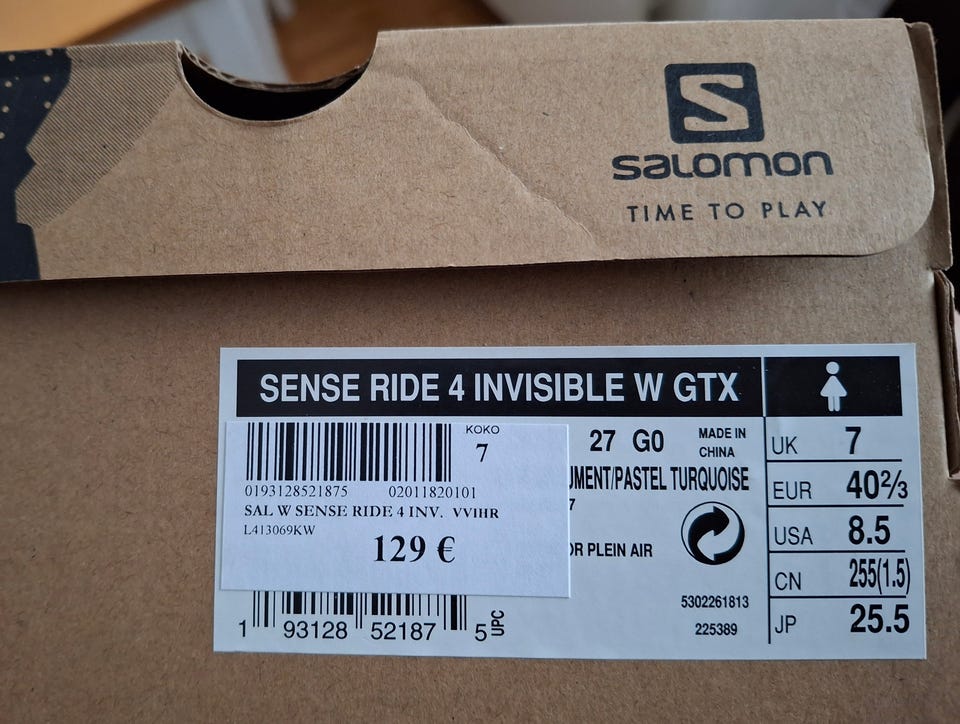 salomon
TIME TO PLAY
SENSE RIDE 4 INVISIBLE W GTX
KOKO
7
0193128521875 02011820101
SAL W SENSE RIDE 4 INV. VVIHR
L413069KW
129 €
27 G0
MADE IN
CHINA
UMENT/PASTEL TURQUOISE
7
OR PLEIN AIR
5302261813
225389
1 93128 52187 5 UPC
UK 7
EUR 40⅔
USA 8.5
CN 255(1.5)
JP 25.5